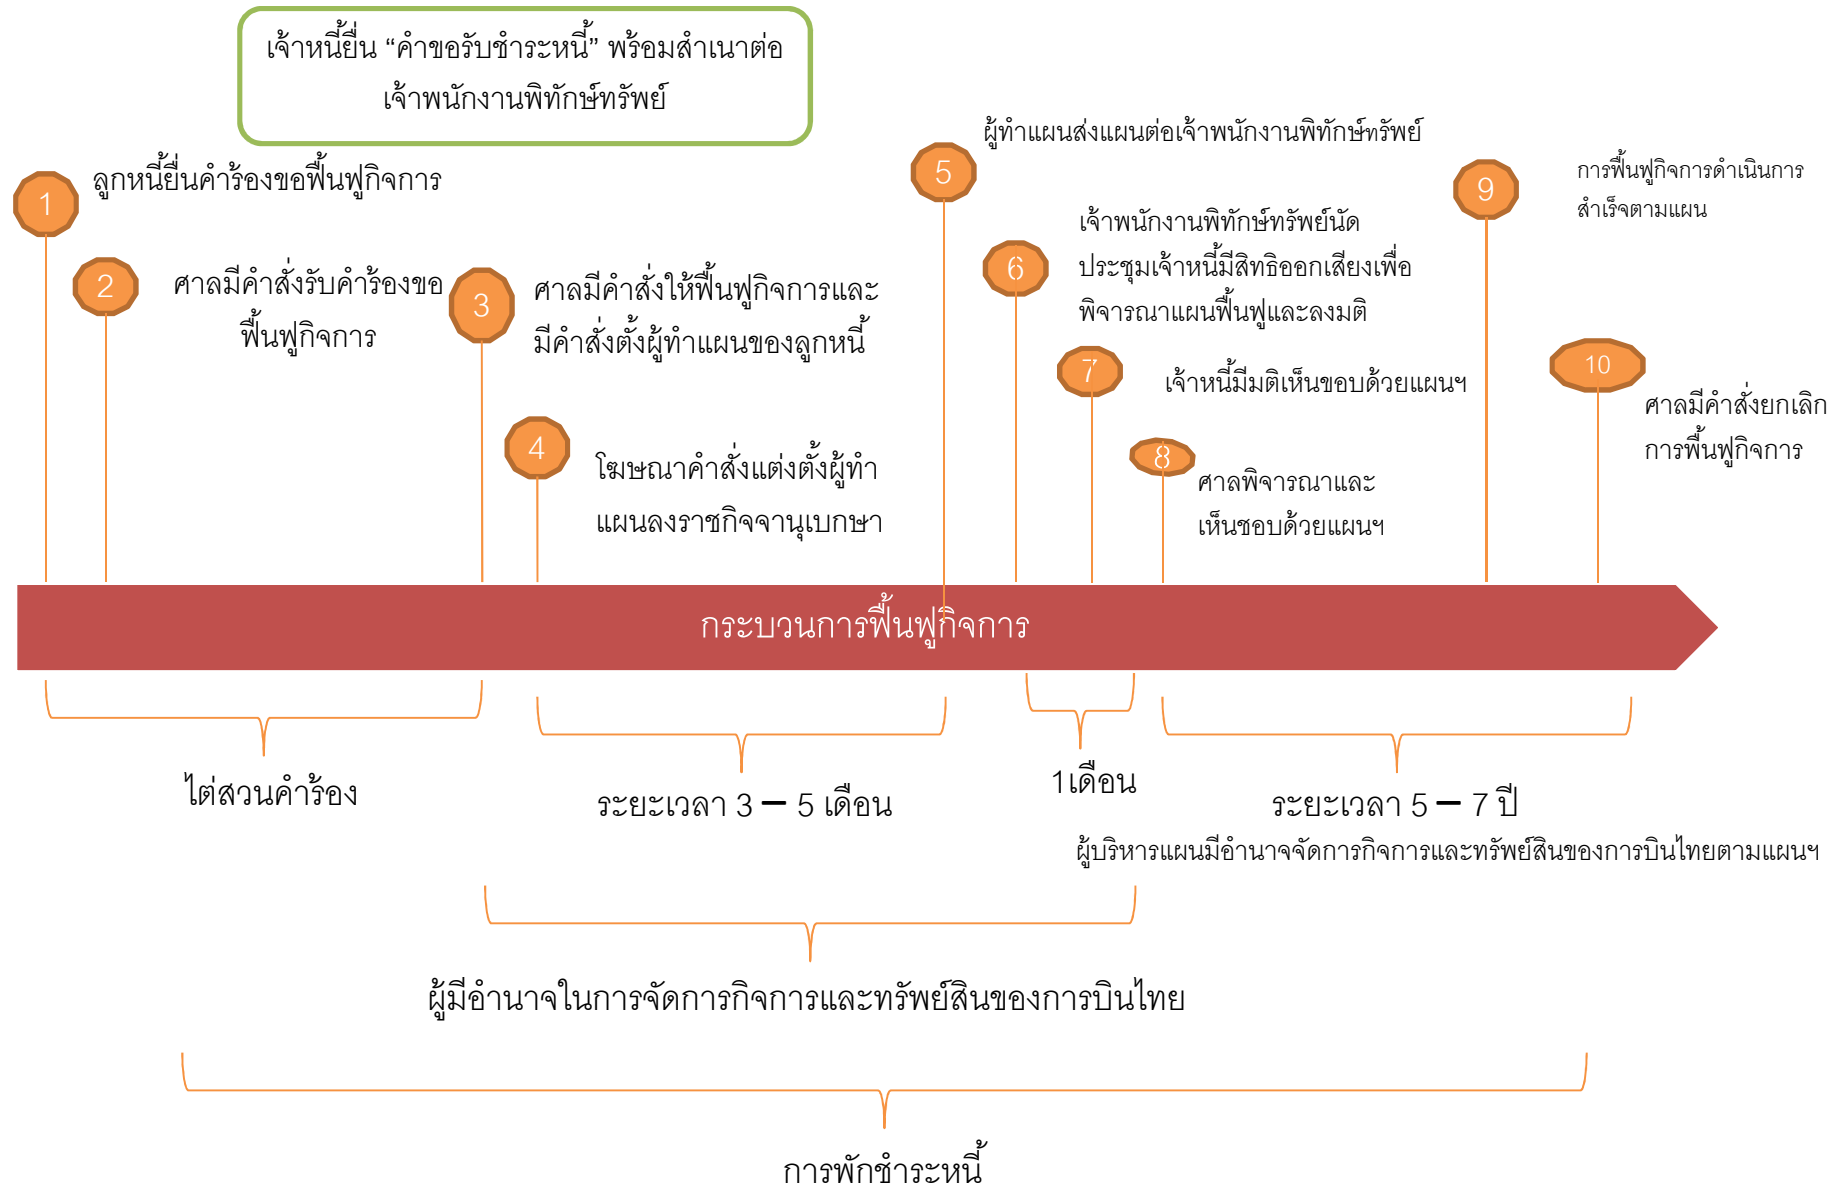 เจ้าหนี้ยื่น “คำขอรับชำระหนี้” พร้อมสำเนาต่อ
เจ้าพนักงานพิทักษ์ทรัพย์
1
ลูกหนี้ยื่นคำร้องขอฟื้นฟูกิจการ
2
ศาลมีคำสั่งรับคำร้องขอ
ฟื้นฟูกิจการ
3
ศาลมีคำสั่งให้ฟื้นฟูกิจการและ
มีคำสั่งตั้งผู้ทำแผนของลูกหนี้
4
โฆษณาคำสั่งแต่งตั้งผู้ทำ
แผนลงราชกิจจานุเบกษา
5
ผู้ทำแผนส่งแผนต่อเจ้าพนักงานพิทักษ์ทรัพย์
6
เจ้าพนักงานพิทักษ์ทรัพย์นัด
ประชุมเจ้าหนี้มีสิทธิออกเสียงเพื่อ
พิจารณาแผนฟื้นฟูและลงมติ
7
เจ้าหนี้มีมติเห็นขอบด้วยแผนฯ
8
ศาลพิจารณาและ
เห็นชอบด้วยแผนฯ
9
การฟื้นฟูกิจการดำเนินการ
สำเร็จตามแผน
10
ศาลมีคำสั่งยกเลิก
การพื้นฟูกิจการ
กระบวนการฟื้นฟูกิจการ
ไต่สวนคำร้อง
ระยะเวลา 3 – 5 เดือน
1เดือน
ระยะเวลา 5 – 7 ปี
ผู้บริหารแผนมีอำนาจจัดการกิจการและทรัพย์สินของการบินไทยตามแผนฯ
ผู้มีอำนาจในการจัดการกิจการและทรัพย์สินของการบินไทย
การพักชำระหนี้